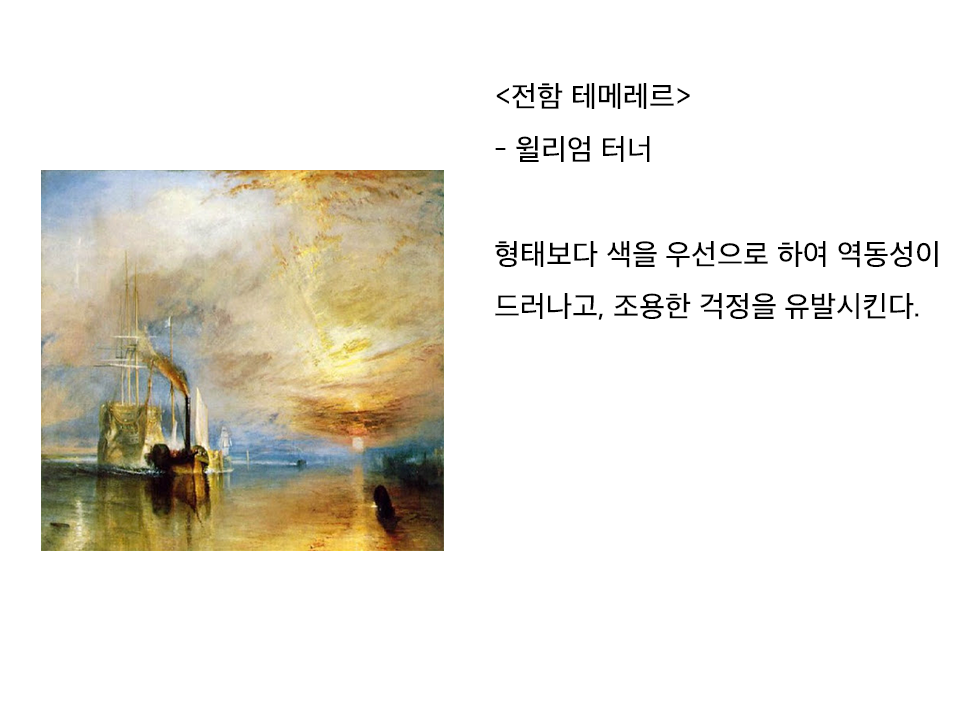 <전함 테메레르>
- 윌리엄 터너
형태보다 색을 우선으로 하여 역동성이
드러나고, 조용한 걱정을 유발시킨다.